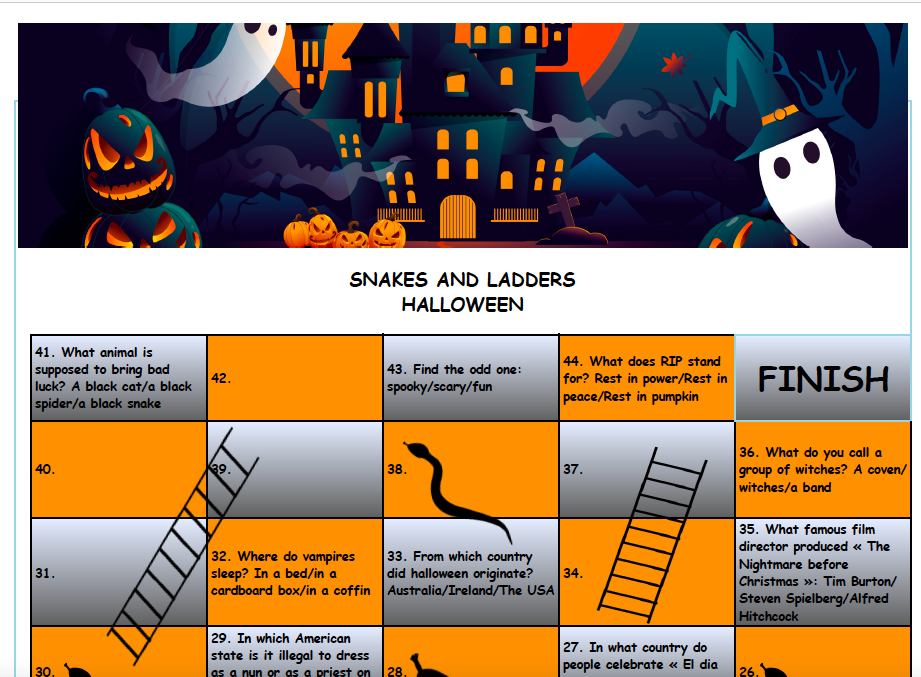 SNAKES AND LADDERS
HALLOWEEN
41. What animal is
supposed to bring bad
luck? A black cat/a black
spider/a black snake
42.
43. Find the odd one:
spooky/scary/fun
44. What does RIP stand
for? Rest in power/Rest in
peace/Rest in pumpkin
FINISH
40.
39.
38.
37.
36. What do you call a
group of witches? A coven/
witches/a band
31.
32. Where do vampires
sleep? In a bed/in a
cardboard box/in a coffin
33. From which country
did halloween originate?
Australia/Ireland/The USA
34.
35. What famous film
director produced « The
Nightmare before
Christmas »: Tim Burton/
Steven Spielberg/Alfred
Hitchcock
30.
29. In which American
state is it illegal to dress
as a nun or as a priest on
28.
27. In what country do
people celebrate « El dia
26.